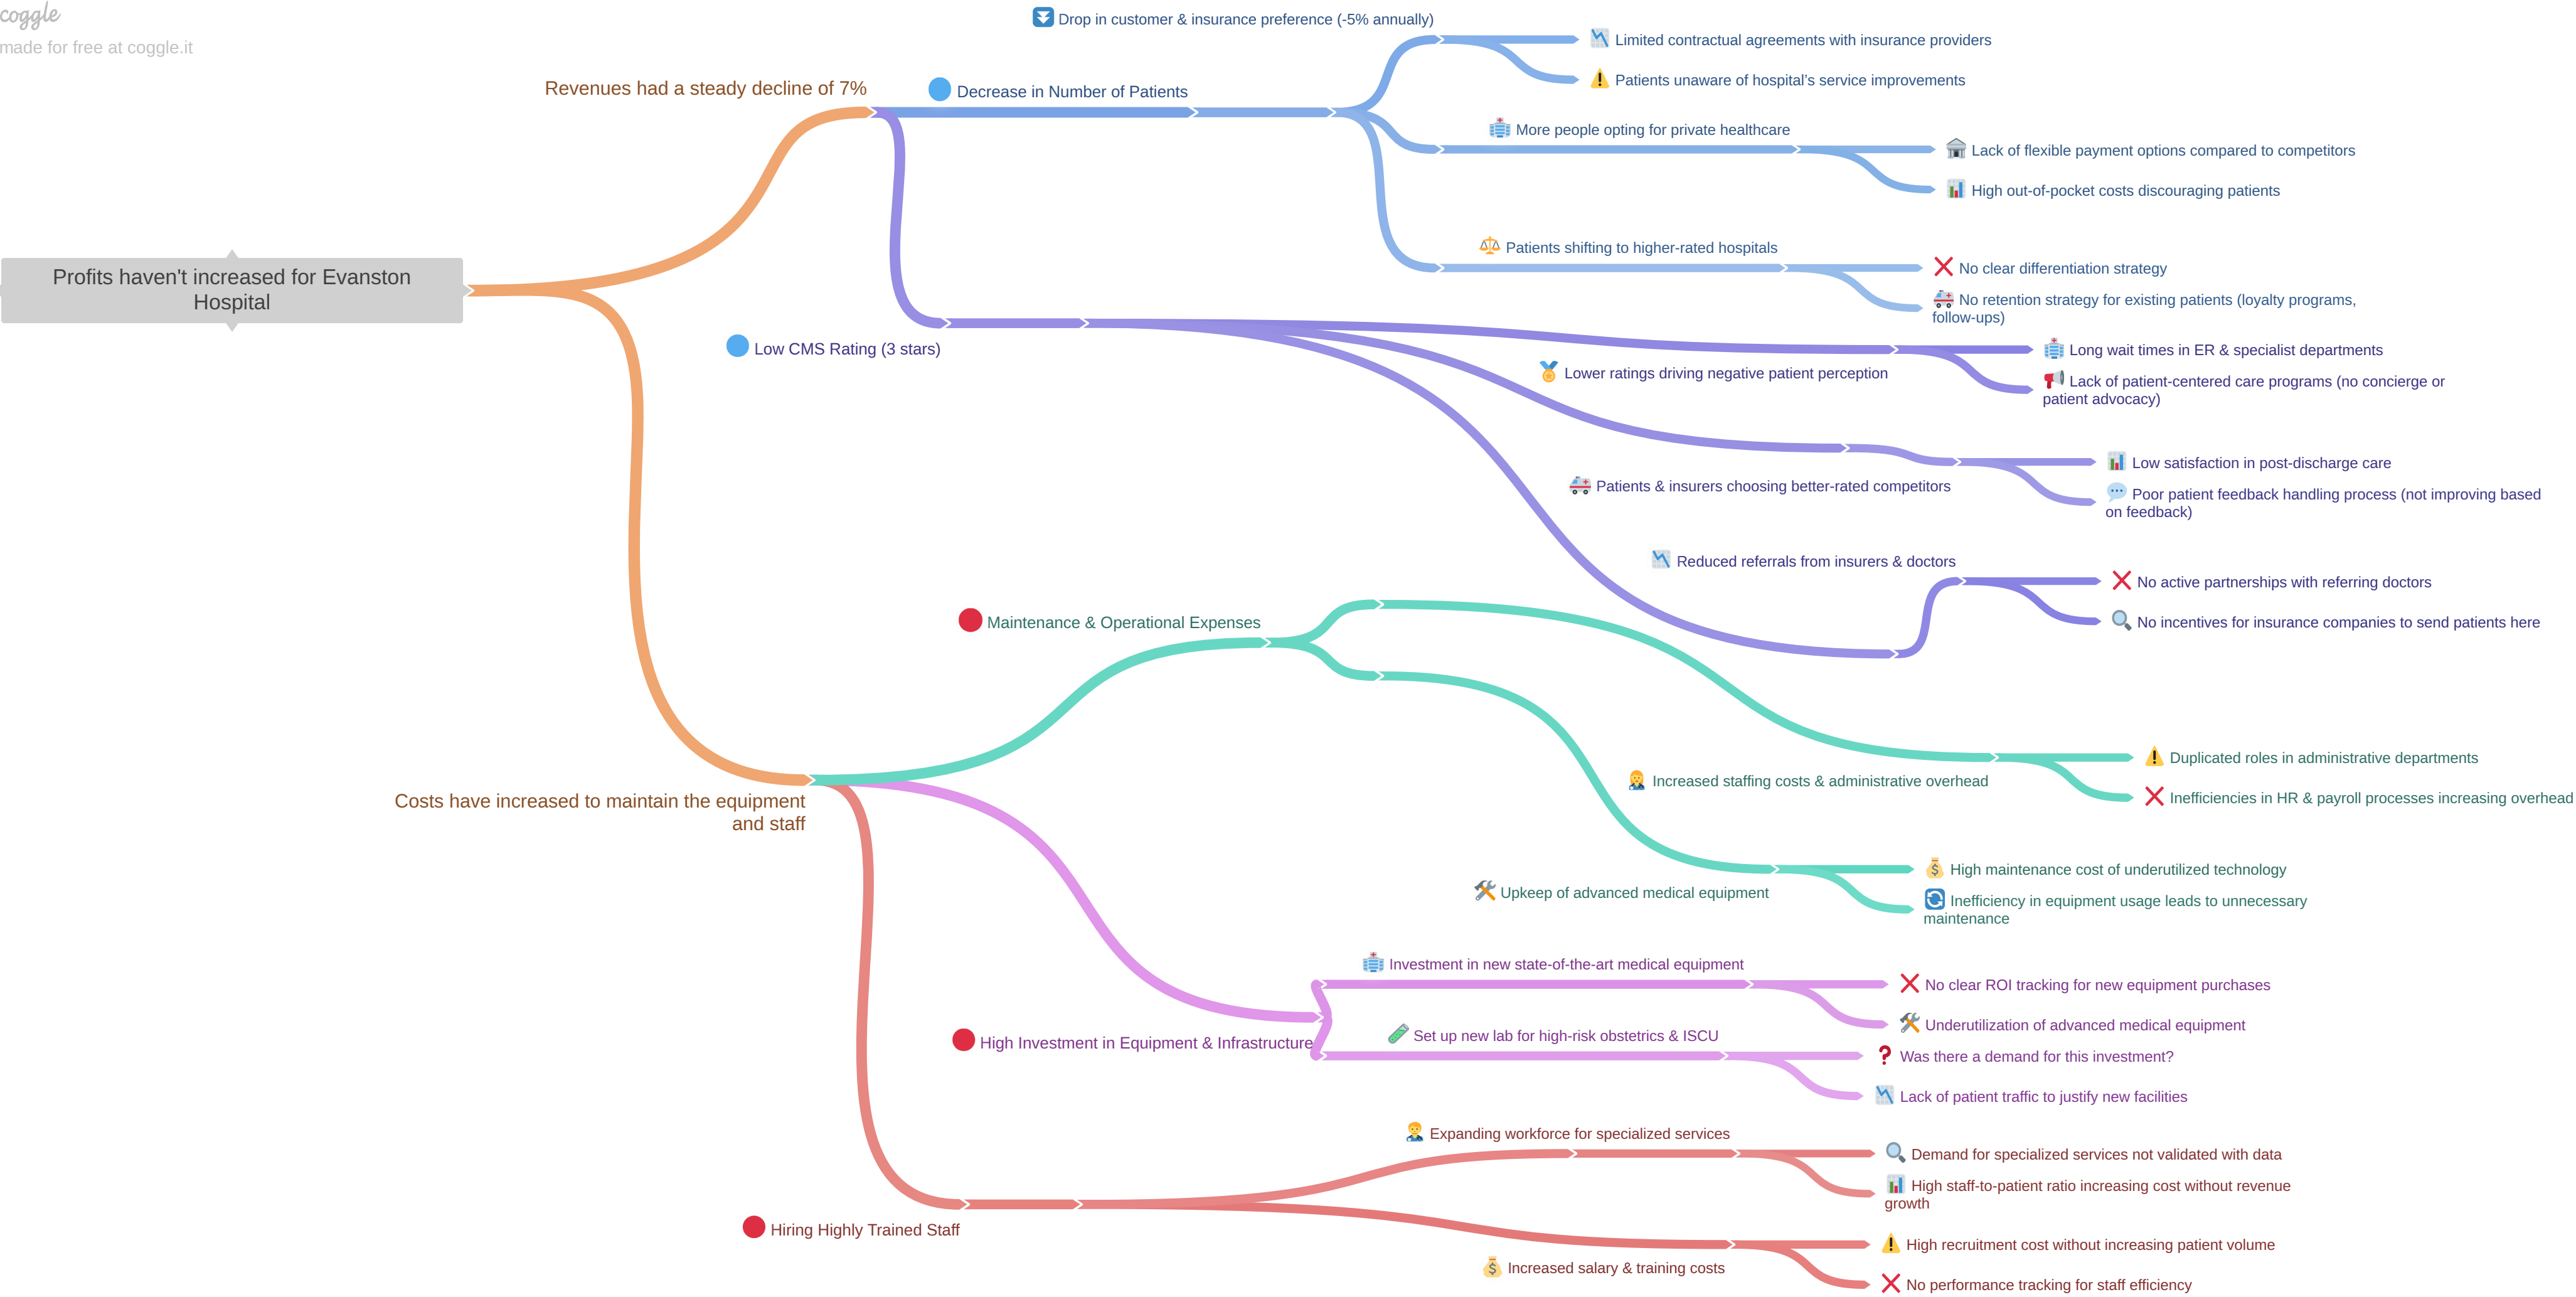 coggle
made for free at coggle.it
Profits haven't increased for Evanston
Hospital
Revenues had a steady decline of 7%
Decrease in Number of Patients
Drop in customer & insurance preference (-5% annually)
Limited contractual agreements with insurance providers
Patients unaware of hospital's service improvements
More people opting for private healthcare
Lack of flexible payment options compared to competitors
High out-of-pocket costs discouraging patients
Patients shifting to higher-rated hospitals
No clear differentiation strategy
No retention strategy for existing patients (loyalty programs,
follow-ups)
Low CMS Rating (3 stars)
Lower ratings driving negative patient perception
Long wait times in ER & specialist departments
Lack of patient-centered care programs (no concierge or
patient advocacy)
Patients & insurers choosing better-rated competitors
Low satisfaction in post-discharge care
Poor patient feedback handling process (not improving based
on feedback)
Reduced referrals from insurers & doctors
No active partnerships with referring doctors
No incentives for insurance companies to send patients here
Costs have increased to maintain the equipment
and staff
Maintenance & Operational Expenses
Increased staffing costs & administrative overhead
Duplicated roles in administrative departments
Inefficiencies in HR & payroll processes increasing overhead
Upkeep of advanced medical equipment
High maintenance cost of underutilized technology
Inefficiency in equipment usage leads to unnecessary
maintenance
High Investment in Equipment & Infrastructure
Investment in new state-of-the-art medical equipment
No clear ROI tracking for new equipment purchases
Underutilization of advanced medical equipment
Set up new lab for high-risk obstetrics & ISCU
Was there a demand for this investment?
Lack of patient traffic to justify new facilities
Hiring Highly Trained Staff
Expanding workforce for specialized services
Demand for specialized services not validated with data
High staff-to-patient ratio increasing cost without revenue
growth
Increased salary & training costs
High recruitment cost without increasing patient volume
No performance tracking for staff efficiency